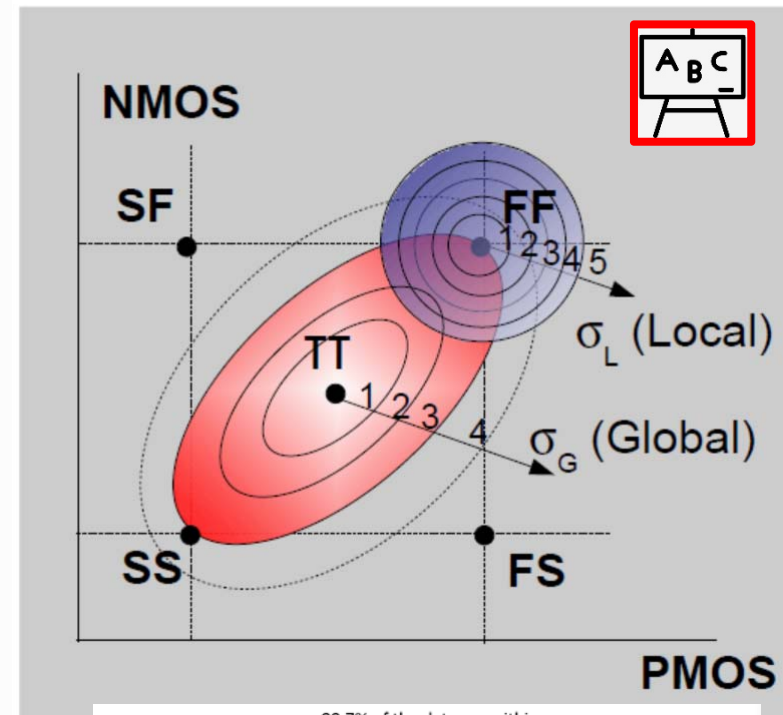 A B C
NMOS
SF
FF
1 2 3 4 5
σL (Local)
TT
1 2 3 4
σG (Global)
SS
FS
PMOS